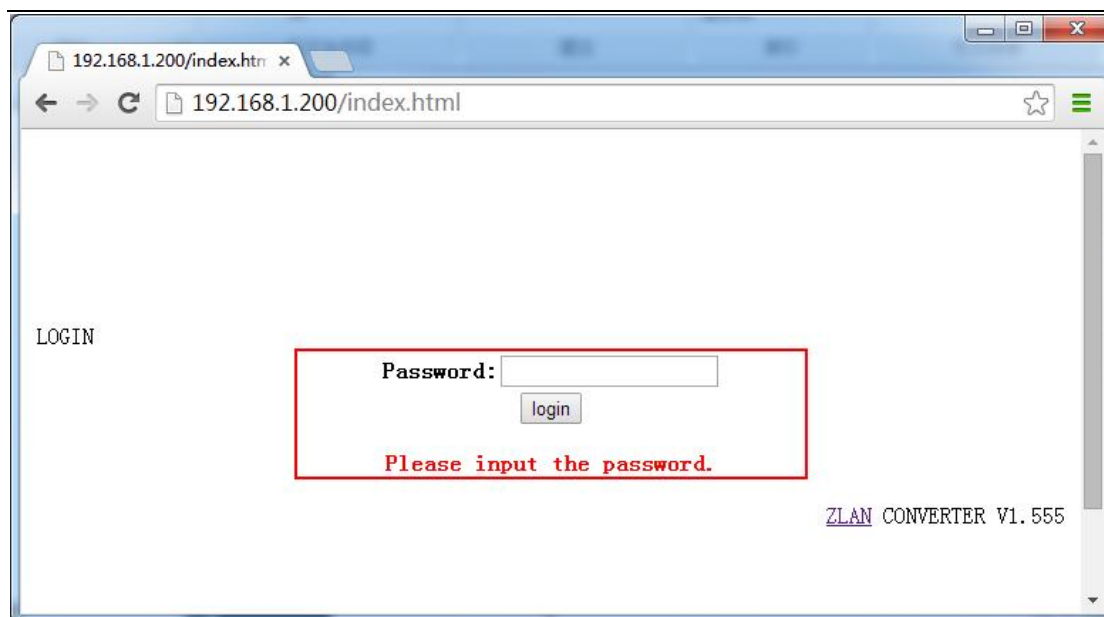 192.168.1.200/index.htm
192.168.1.200/index.html
LOGIN
Password:
login
Please input the password.
ZLAN CONVERTER V1.555